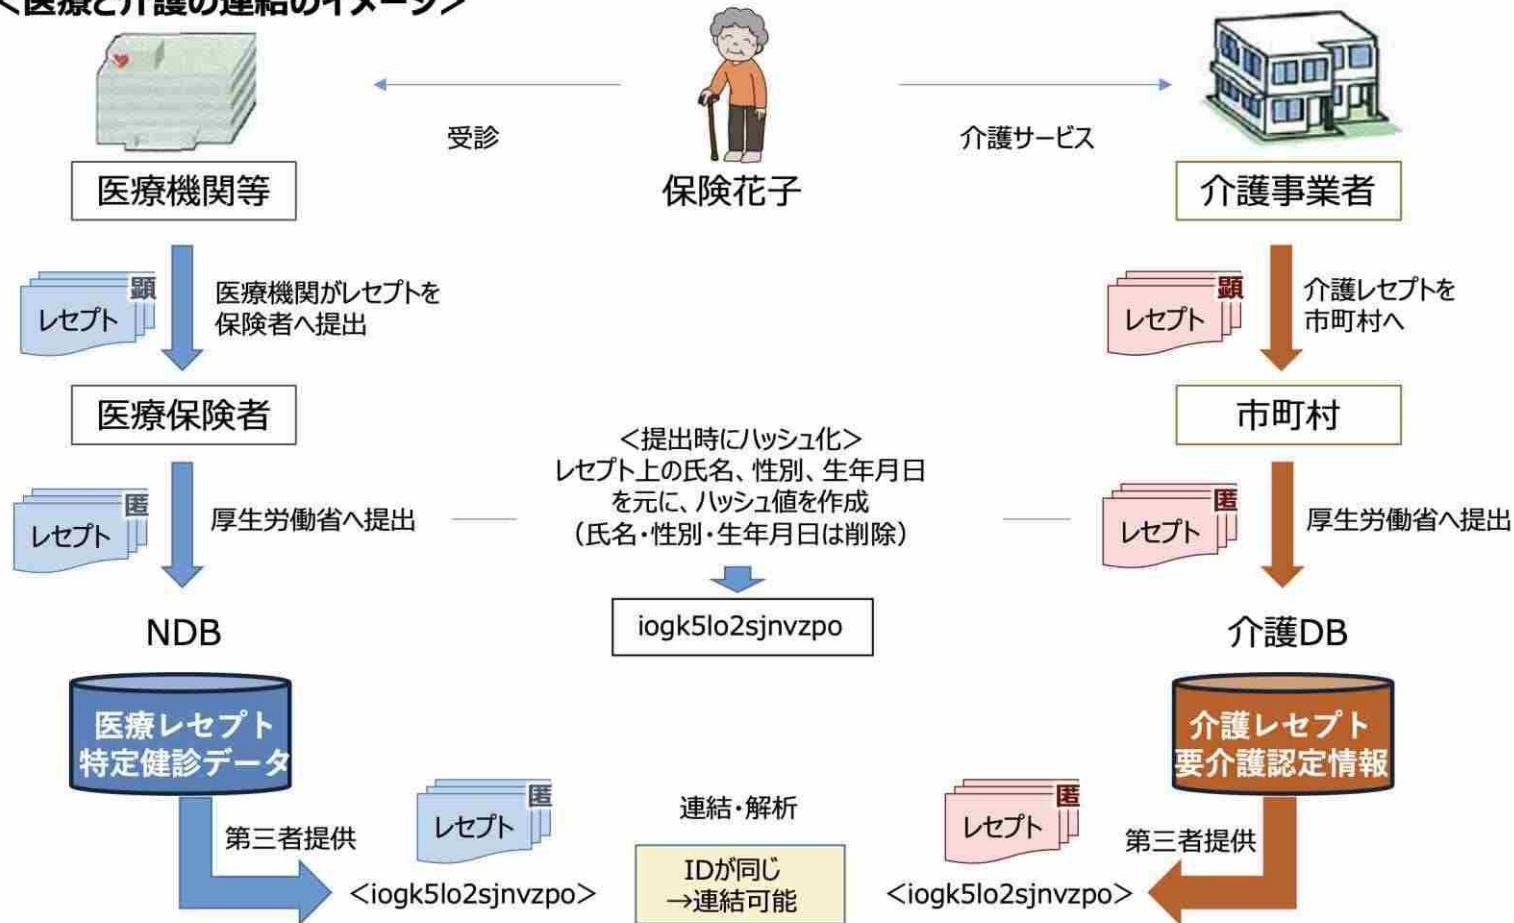 ＜医療と介護の連結のイメージ＞
受診
介護サービス
医療機関等
保険花子
介護事業者
顕
レセプト
医療機関がレセプトを
保険者へ提出
顕
レセプト
介護レセプトを
市町村へ
医療保険者
市町村
＜提出時にハッシュ化＞
レセプト上の氏名、性別、生年月日
を元に、ハッシュ値を作成
（氏名・性別・生年月日は削除）
匿
レセプト
厚生労働省へ提出
匿
レセプト
厚生労働省へ提出
iogk5lo2sjnvzpo
NDB
介護DB
医療レセプト
特定健診データ
介護レセプト
要介護認定情報
第三者提供
匿
レセプト
<iogk5lo2sjnvzpo>
連結・解析
IDが同じ
→連結可能
匿
レセプト
<iogk5lo2sjnvzpo>
第三者提供